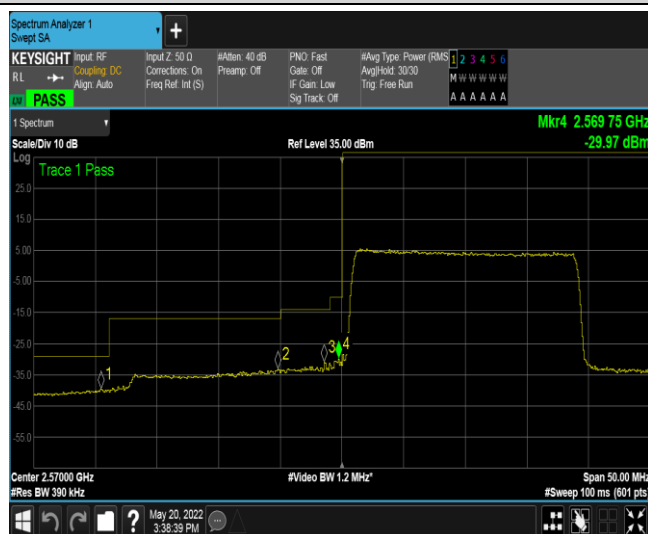 Spectrum Analyzer 1
Swept SA
+
KEYSIGHT Input: RF Input Z: 50 Ω #Atten: 40 dB PNO: Fast #Avg Type: Power (RMS 1 2 3 4 5 6
RL Coupling: DC Corrections: On Preamp: Off Gate: Off Avg|Hold: 30/30 M W W W W W
Align: Auto Freq Ref: Int (S) IF Gain: Low Trig: Free Run
PASS Sig Track: Off A A A A A A
1 Spectrum Mkr4 2.569 75 GHz
Scale/Div 10 dB Ref Level 35.00 dBm -29.97 dBm
Log
Trace 1 Pass
25.0
15.0
5.00
-5.00
-15.0
-25.0
1 2 3 4
-35.0
-45.0
-55.0
Center 2.57000 GHz #Video BW 1.2 MHz* Span 50.00 MHz
#Res BW 390 kHz #Sweep 100 ms (601 pts)
? May 20, 2022
3:38:39 PM